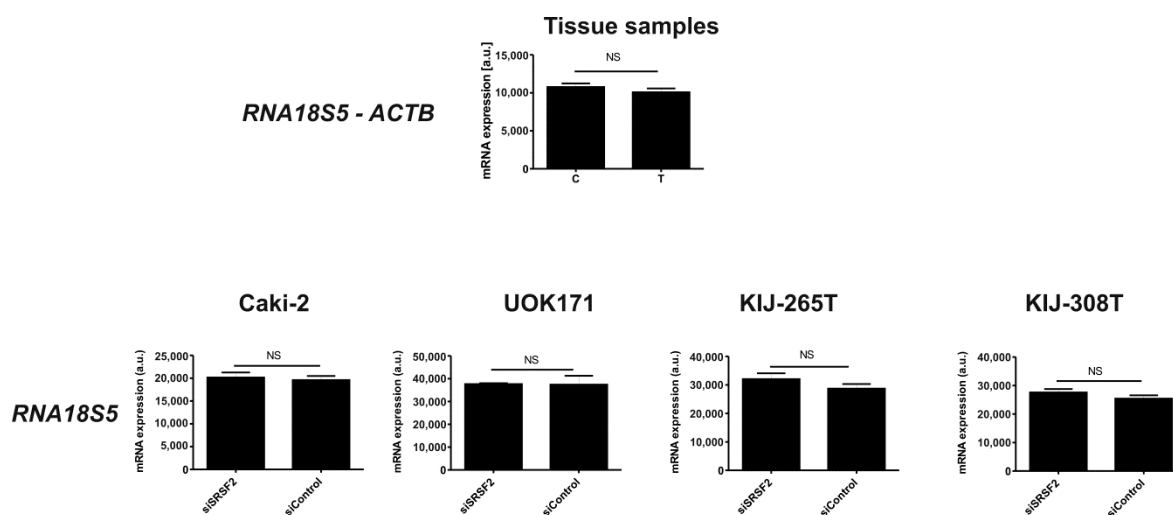 Tissue samples
RNA18S5 - ACTB
mRNA expression [a.u.]
15,000
10,000
5,000
0
NS
C T
Caki-2 UOK171 KIJ-265T KIJ-308T
RNA18S5
mRNA expression (a.u.)
25,000
20,000
15,000
10,000
5,000
0
NS
siSRSF2 siControl
mRNA expression (a.u.)
50,000
40,000
30,000
20,000
10,000
0
NS
siSRSF2 siControl
mRNA expression (a.u.)
40,000
30,000
20,000
10,000
0
NS
siSRSF2 siControl
mRNA expression (a.u.)
40,000
30,000
20,000
10,000
0
NS
siSRSF2 siControl